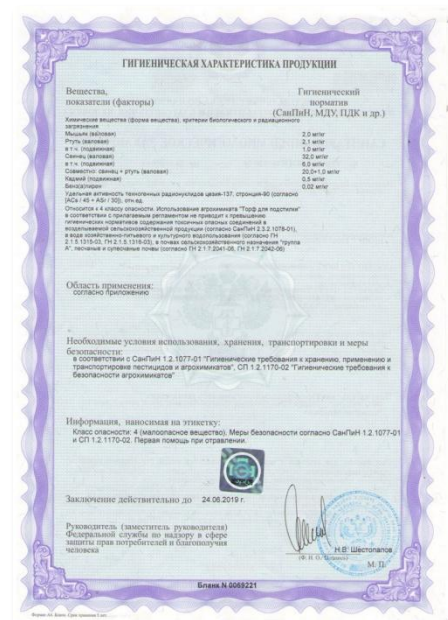 ГИГИЕНИЧЕСКАЯ ХАРАКТЕРИСТИКА ПРОДУКЦИИ
Вещества, Гигиенический
показатели (факторы) норматив
(СанПиН, МДУ, ПДК и др.)
Химические вещества (форма вещества), критерии биологического и радиационного
загрязнения
Мышьяк (валовая) 2,0 мг/кг
Ртуть (валовая) 2,1 мг/кг
в т.ч. (подвижная) 1,0 мг/кг
Свинец (валовая) 32,0 мг/кг
в т.ч. (подвижная) 6,0 мг/кг
Совместно: свинец + ртуть (валовая) 20,0+1,0 мг/кг
Кадмий (подвижная) 0,5 мг/кг
Бенз(а)пирен 0,02 мг/кг
Удельная активность техногенных радионуклидов цезия-137, стронция-90 (согласно
[ACs / 45 + ASr / 30]), отн.ед.
Относится к 4 классу опасности. Использование агрохимиката "Торф для подстилки"
в соответствии с прилагаемым регламентом не приводит к превышению
гигиенических нормативов содержания токсичных опасных соединений в
возделываемой сельскохозяйственной продукции (согласно СанПиН 2.3.2.1078-01),
в воде хозяйственно-питьевого и культурного водопользования (согласно ГН
2.1.5.1315-03, ГН 2.1.5.1316-03), в почвах сельскохозяйственного назначения "группа
А", песчаные и супесчаные почвы (согласно ГН 2.1.7.2041-06, ГН 2.1.7.2042-06)
Область применения:
согласно приложению
Необходимые условия использования, хранения, транспортировки и меры
безопасности:
в соответствии с СанПиН 1.2.1077-01 "Гигиенические требования к хранению, применению и
транспортировке пестицидов и агрохимикатов", СП 1.2.1170-02 "Гигиенические требования к
безопасности агрохимикатов"
Информация, наносимая на этикетку:
Класс опасности: 4 (малоопасное вещество), Меры безопасности согласно СанПиН 1.2.1077-01
и СП 1.2.1170-02. Первая помощь при отравлении.
Заключение действительно до 24.06.2019 г.
Руководитель (заместитель руководителя)
Федеральной службы по надзору в сфере
защиты прав потребителей и благополучия
человека
Н.В. Шестопалов
М. П.
Бланк N 0069221